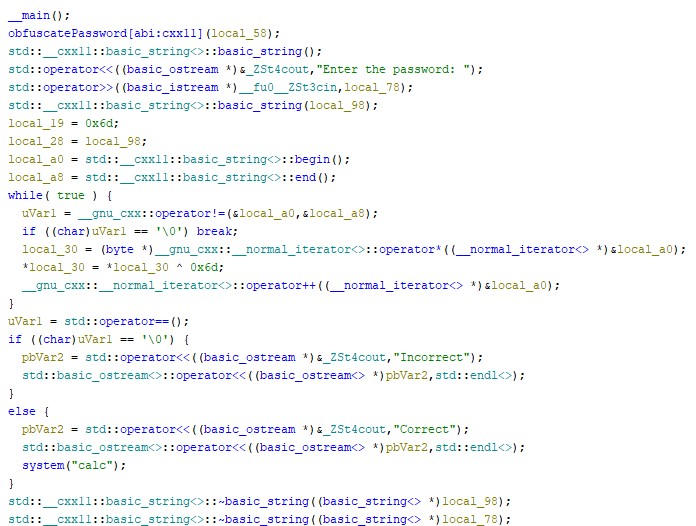 __main();
obfuscatePassword[abi:cxx11](local_58);
std::__cxx11::basic_string<>::basic_string();
std::operator<<((basic_ostream *)&_ZSt4cout,"Enter the password: ");
std::operator>>((basic_istream *)__fu0__ZSt3cin,local_78);
std::__cxx11::basic_string<>::basic_string(local_98);
local_19 = 0x6d;
local_28 = local_98;
local_a0 = std::__cxx11::basic_string<>::begin();
local_a8 = std::__cxx11::basic_string<>::end();
while( true ) {
  uVar1 = __gnu_cxx::operator!=(&local_a0,&local_a8);
  if ((char)uVar1 == '\0') break;
  local_30 = (byte *)__gnu_cxx::__normal_iterator<>::operator*((__normal_iterator<> *)&local_a0);
  *local_30 = *local_30 ^ 0x6d;
  __gnu_cxx::__normal_iterator<>::operator++((__normal_iterator<> *)&local_a0);
}
uVar1 = std::operator==();
if ((char)uVar1 == '\0') {
  pbVar2 = std::operator<<((basic_ostream *)&_ZSt4cout,"Incorrect");
  std::basic_ostream<>::operator<<((basic_ostream<> *)pbVar2,std::endl<>);
}
else {
  pbVar2 = std::operator<<((basic_ostream *)&_ZSt4cout,"Correct");
  std::basic_ostream<>::operator<<((basic_ostream<> *)pbVar2,std::endl<>);
  system("calc");
}
std::__cxx11::basic_string<>::~basic_string((basic_string<> *)local_98);
std::__cxx11::basic_string<>::~basic_string((basic_string<> *)local_78);